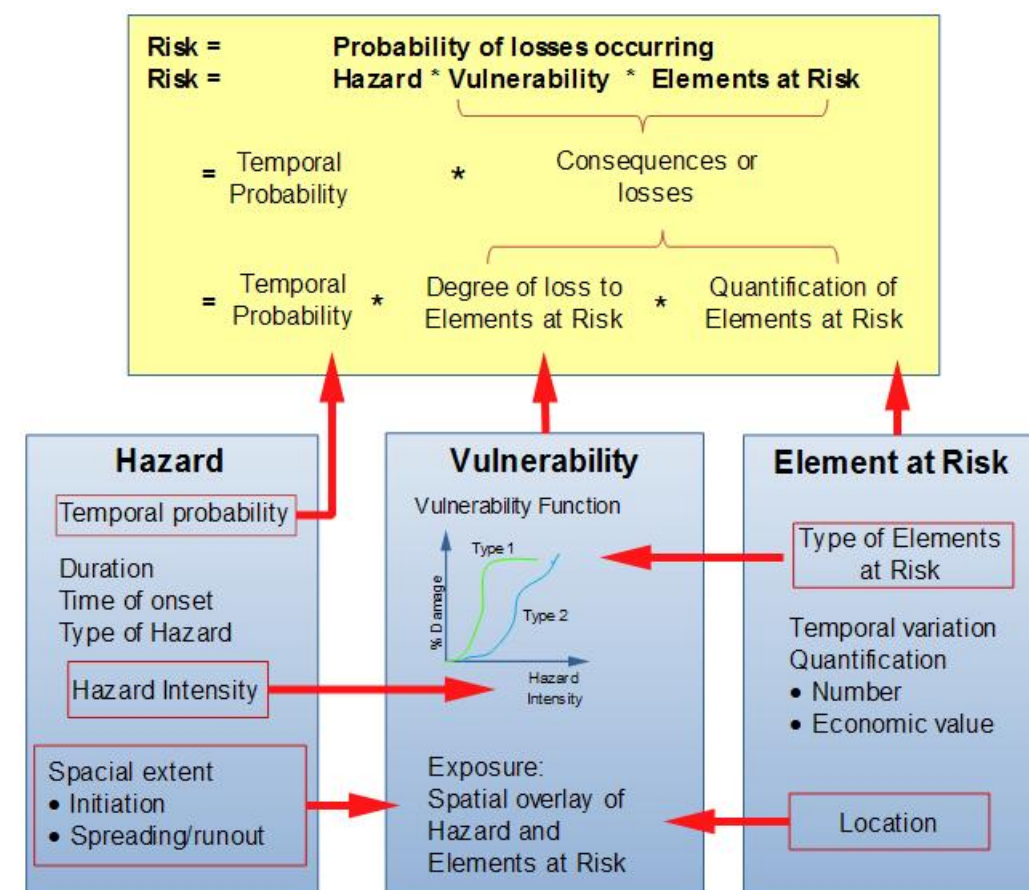 Risk = Probability of losses occurring
Risk = Hazard * Vulnerability * Elements at Risk
= Temporal Probability * Consequences or losses
= Temporal Probability * Degree of loss to Elements at Risk * Quantification of Elements at Risk
Hazard
Temporal probability
Duration
Time of onset
Type of Hazard
Hazard Intensity
Spacial extent
• Initiation
• Spreading/runout
Vulnerability
Vulnerability Function
% Damage
Type 1
Type 2
Hazard
Intensity
Exposure:
Spatial overlay of
Hazard and
Elements at Risk
Element at Risk
Type of Elements
at Risk
Temporal variation
Quantification
• Number
• Economic value
Location